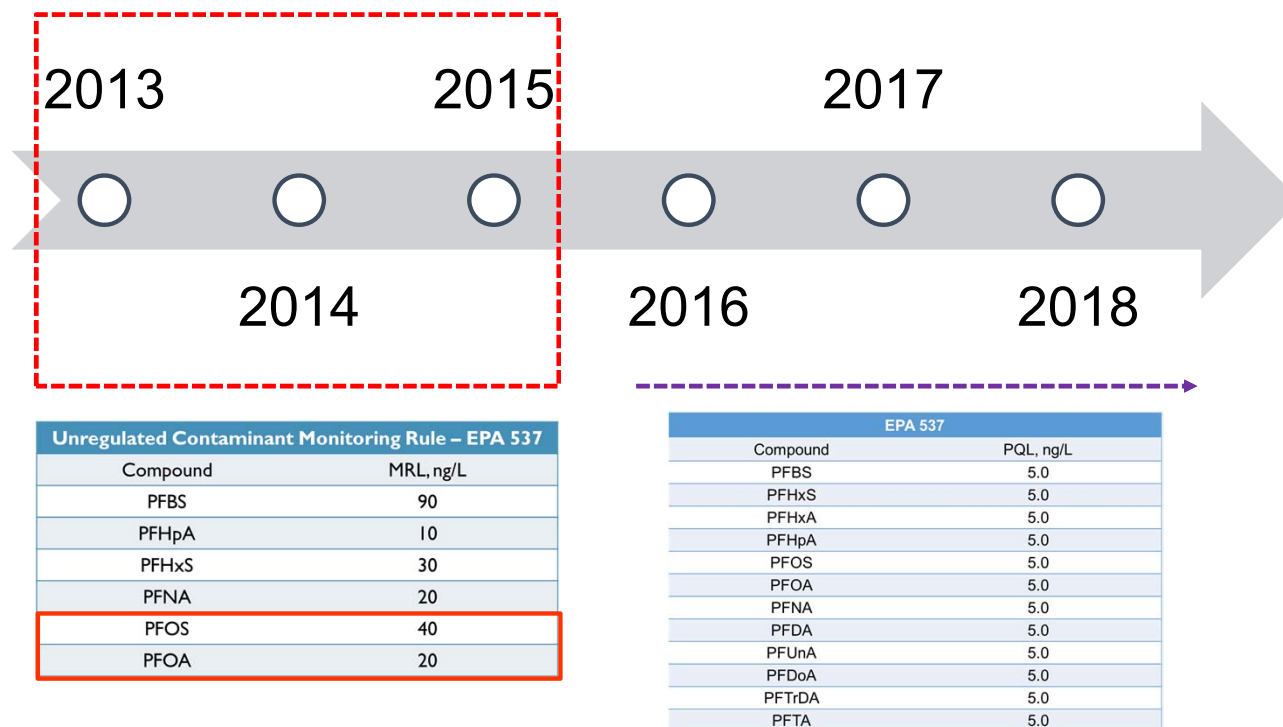 2013
2015
2017
2014
2016
2018
Unregulated Contaminant Monitoring Rule – EPA 537
Compound MRL, ng/L
PFBS 90
PFHpA 10
PFHxS 30
PFNA 20
PFOS 40
PFOA 20
EPA 537
Compound PQL, ng/L
PFBS 5.0
PFHxS 5.0
PFHxA 5.0
PFHpA 5.0
PFOS 5.0
PFOA 5.0
PFNA 5.0
PFDA 5.0
PFUnA 5.0
PFDoA 5.0
PFTrDA 5.0
PFTA 5.0